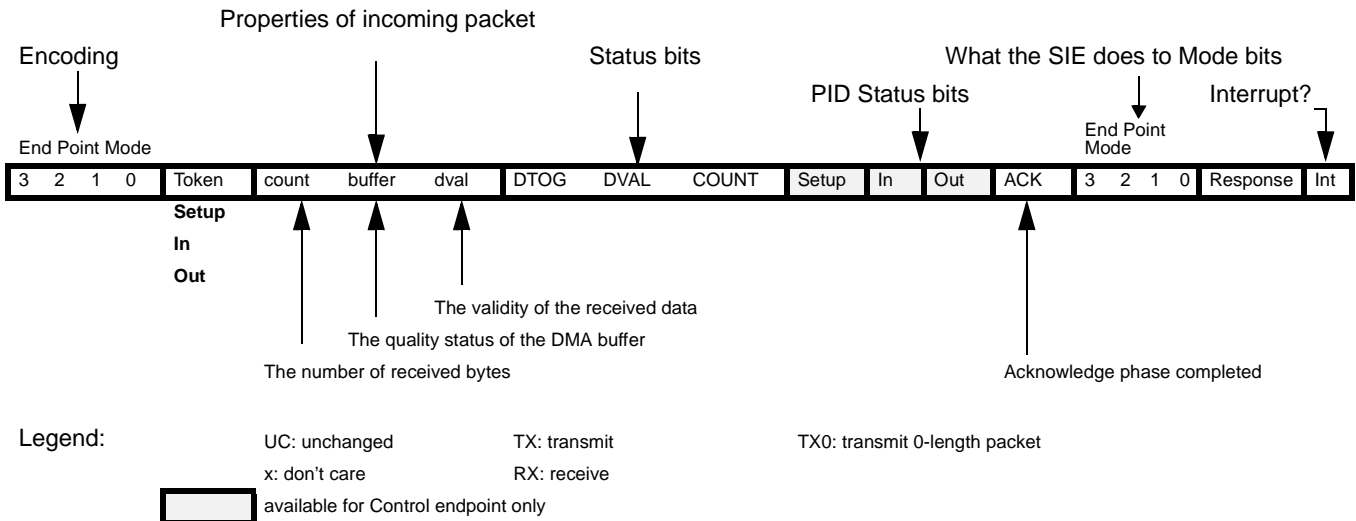 Properties of incoming packet
Encoding Status bits What the SIE does to Mode bits
PID Status bits Interrupt?
End Point Mode End Point
Mode
3 2 1 0 Token count buffer dval DTOG DVAL COUNT Setup In Out ACK 3 2 1 0 Response Int
Setup
In
Out
The validity of the received data
The quality status of the DMA buffer
The number of received bytes Acknowledge phase completed
Legend: UC: unchanged TX: transmit TX0: transmit 0-length packet
x: don't care RX: receive
available for Control endpoint only